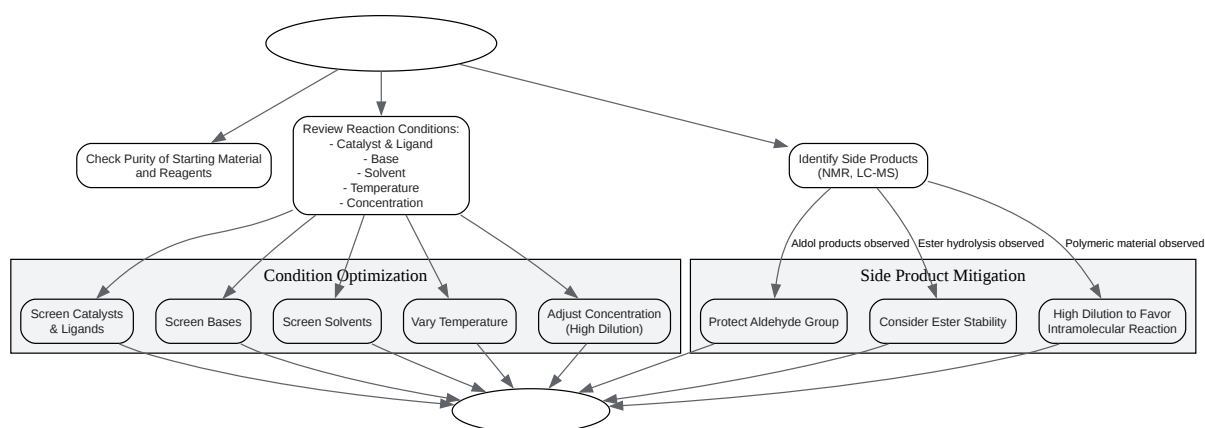 Review Reaction Conditions:
- Catalyst & Ligand
- Base
- Solvent
- Temperature
- Concentration
Check Purity of Starting Material
and Reagents
Identify Side Products
(NMR, LC-MS)
Aldol products observed
Ester hydrolysis observed
Polymeric material observed
Condition Optimization
Side Product Mitigation
Screen Catalysts
& Ligands
Screen Bases
Screen Solvents
Vary Temperature
Adjust Concentration
(High Dilution)
Protect Aldehyde Group
Consider Ester Stability
High Dilution to Favor
Intramolecular Reaction